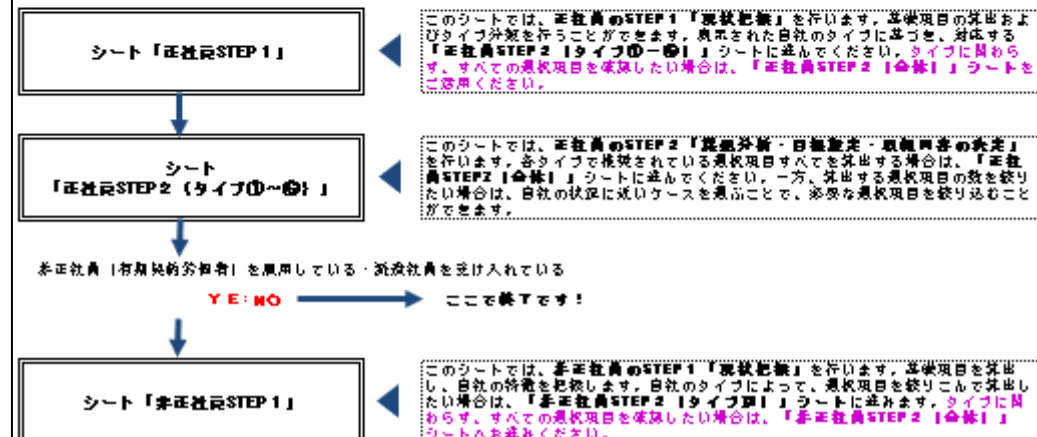 シート「正社員STEP1」
このシートでは、正社員のSTEP1「現状把握」を行います。基礎項目の算出およ
びタイプ分類を行うことができます。表示された自社のタイプに基づき、対応する
「正社員STEP2（タイプ①～⑥）」シートに進んでください。タイプに関わら
ず、すべての選択項目を確認したい場合は、「正社員STEP2（全体）」シートを
ご活用ください。
シート
「正社員STEP2（タイプ①～⑥）」
このシートでは、正社員のSTEP2「課題分析・目標設定・取組内容の決定」
を行います。各タイプで推奨されている選択項目すべてを算出する場合は、「正社
員STEP2（全体）」シートに進んでください。一方、算出する選択項目の数を絞り
たい場合は、自社の状況に近いケースを選ぶことで、必要な選択項目を絞り込むこと
ができます。
非正社員（有期契約労働者）を雇用している・派遣社員を受け入れている
YE:NO
ここで終了です！
シート「非正社員STEP1」
このシートでは、非正社員のSTEP1「現状把握」を行います。基礎項目を算出
し、自社の特徴を把握します。自社のタイプによって、選択項目を絞りこんで算出し
たい場合は、「非正社員STEP2（タイプ別）」シートに進みます。タイプに関
わらず、すべての選択項目を確認したい場合は、「非正社員STEP2（全体）」
シートへお進みください。